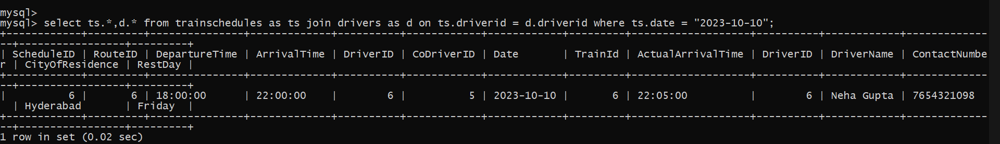 mysql>
mysql> select ts.*,d.* from trainschedules as ts join drivers as d on ts.driverid = d.driverid where ts.date = "2023-10-10";
+------------+---------+---------------+-------------+----------+------------+------------+---------+-------------------+----------+------------+-------------
--+-----------------+---------+
| ScheduleID | RouteID | DepartureTime | ArrivalTime | DriverID | CoDriverID | Date       | TrainId | ActualArrivalTime | DriverID | DriverName | ContactNumbe
r | CityOfResidence | RestDay |
+------------+---------+---------------+-------------+----------+------------+------------+---------+-------------------+----------+------------+-------------
--+-----------------+---------+
|          6 |       6 | 18:00:00      | 22:00:00    |        6 |          5 | 2023-10-10 |       6 | 22:05:00          |        6 | Neha Gupta | 7654321098
  | Hyderabad       | Friday  |
+------------+---------+---------------+-------------+----------+------------+------------+---------+-------------------+----------+------------+-------------
--+-----------------+---------+
1 row in set (0.02 sec)